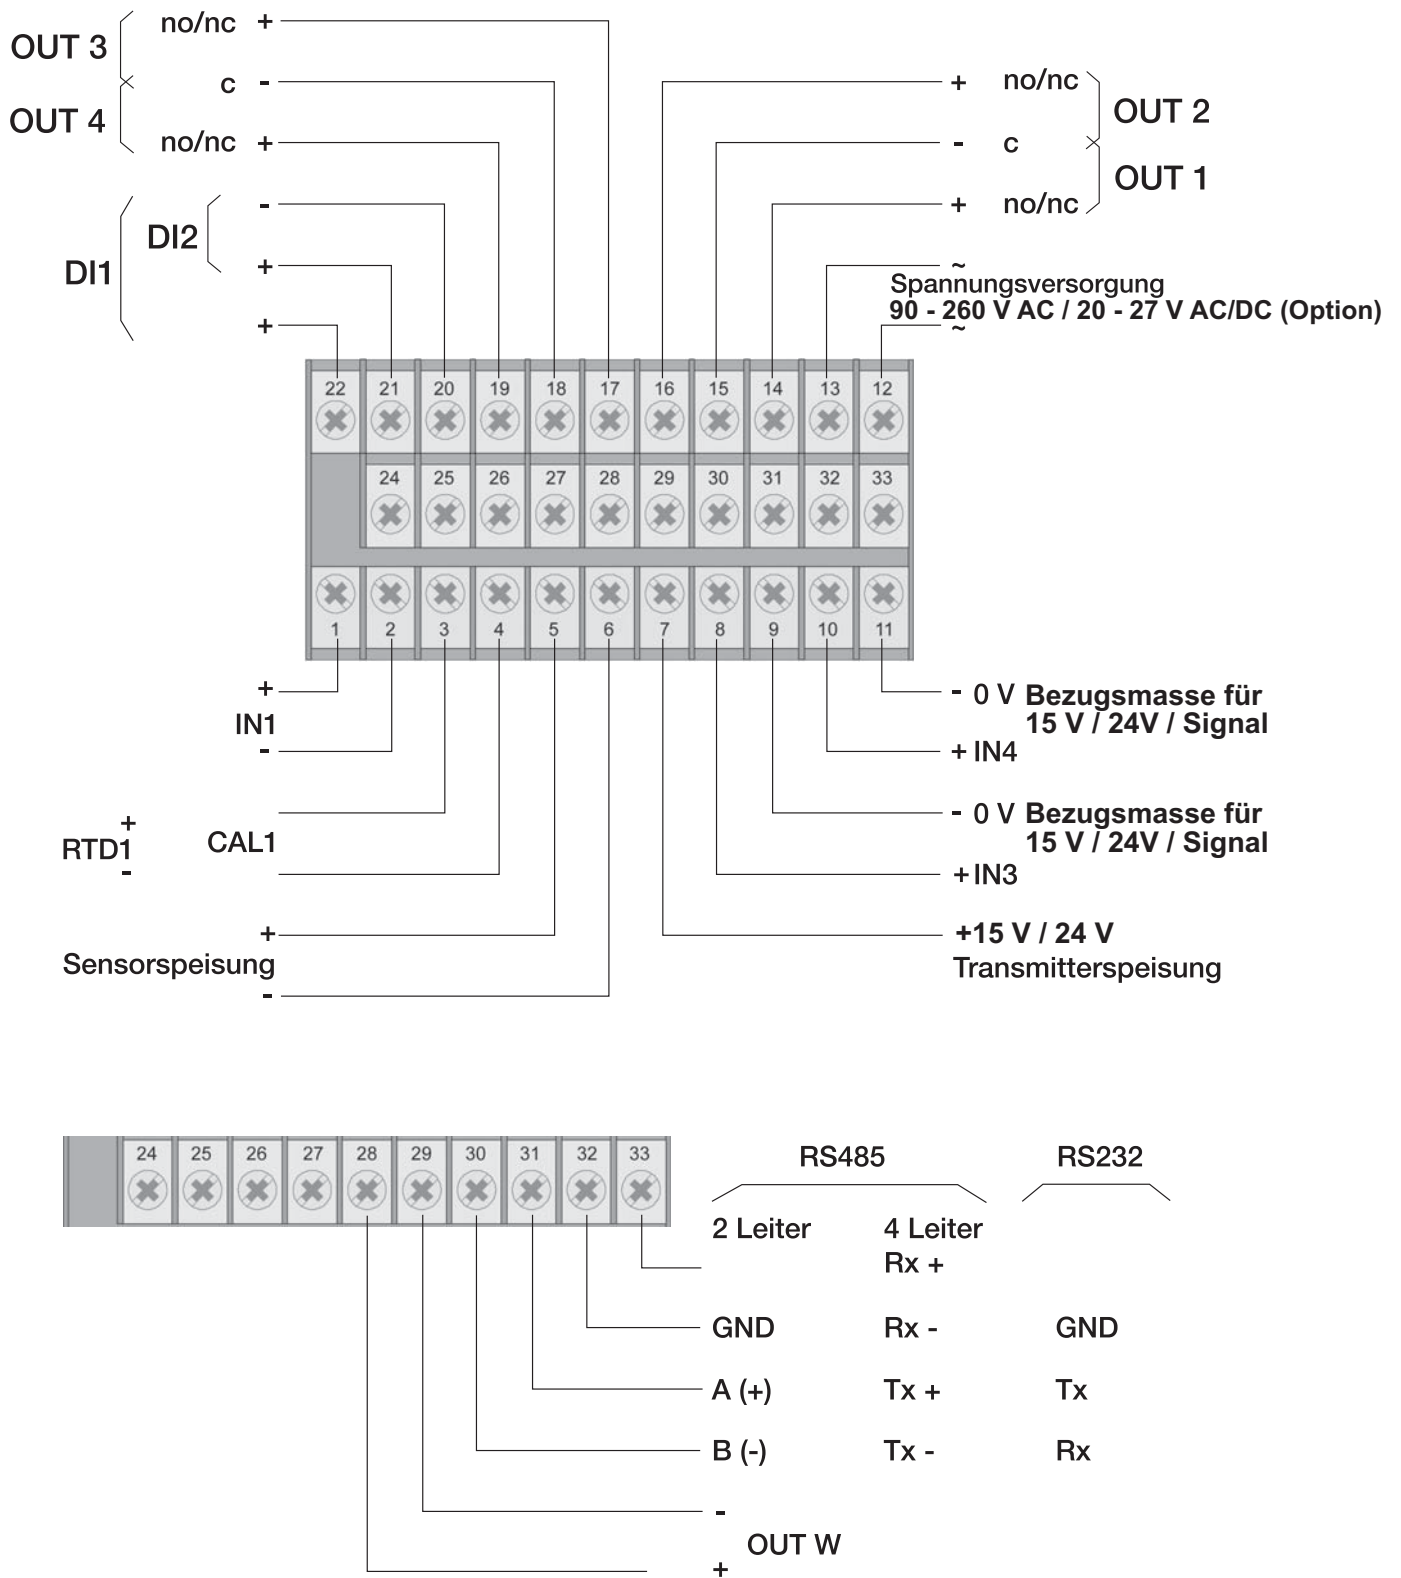 no/nc +
OUT 3
c -
OUT 4
no/nc +
-
DI2
DI1
+
+
+ no/nc
OUT 2
- c
OUT 1
+ no/nc
~
Spannungsversorgung
90 - 260 V AC / 20 - 27 V AC/DC (Option)
~
22 21 20 19 18 17 16 15 14 13 12
24 25 26 27 28 29 30 31 32 33
1 2 3 4 5 6 7 8 9 10 11
+
IN1
-
+
RTD1
-
CAL1
+
Sensorspeisung
-
- 0 V Bezugsmasse für
15 V / 24V / Signal
+ IN4
- 0 V Bezugsmasse für
15 V / 24V / Signal
+ IN3
+15 V / 24 V
Transmitterspeisung
24 25 26 27 28 29 30 31 32 33
RS485 RS232
2 Leiter 4 Leiter
Rx +
GND Rx - GND
A (+) Tx + Tx
B (-) Tx - Rx
-
OUT W
+